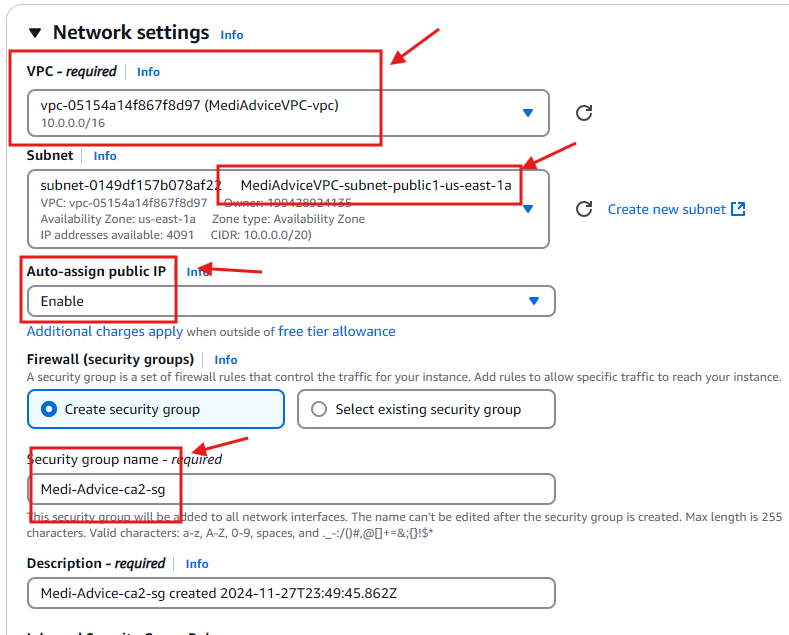 Network settings Info
VPC - required Info
vpc-05154a14f867f8d97 (MediAdviceVPC-vpc)
10.0.0.0/16
Subnet Info
subnet-0149df157b078af22 MediAdviceVPC-subnet-public1-us-east-1a
VPC: vpc-05154a14f867f8d97 Owner: 199428924135
Availability Zone: us-east-1a Zone type: Availability Zone
IP addresses available: 4091 CIDR: 10.0.0.0/20)
Create new subnet
Auto-assign public IP Info
Enable
Additional charges apply when outside of free tier allowance
Firewall (security groups) Info
A security group is a set of firewall rules that control the traffic for your instance. Add rules to allow specific traffic to reach your instance.
Create security group Select existing security group
Security group name - required
Medi-Advice-ca2-sg
This security group will be added to all network interfaces. The name can't be edited after the security group is created. Max length is 255
characters. Valid characters: a-z, A-Z, 0-9, spaces, and ._-:/()#,@[]+=&;{}!$*
Description - required Info
Medi-Advice-ca2-sg created 2024-11-27T23:49:45.862Z